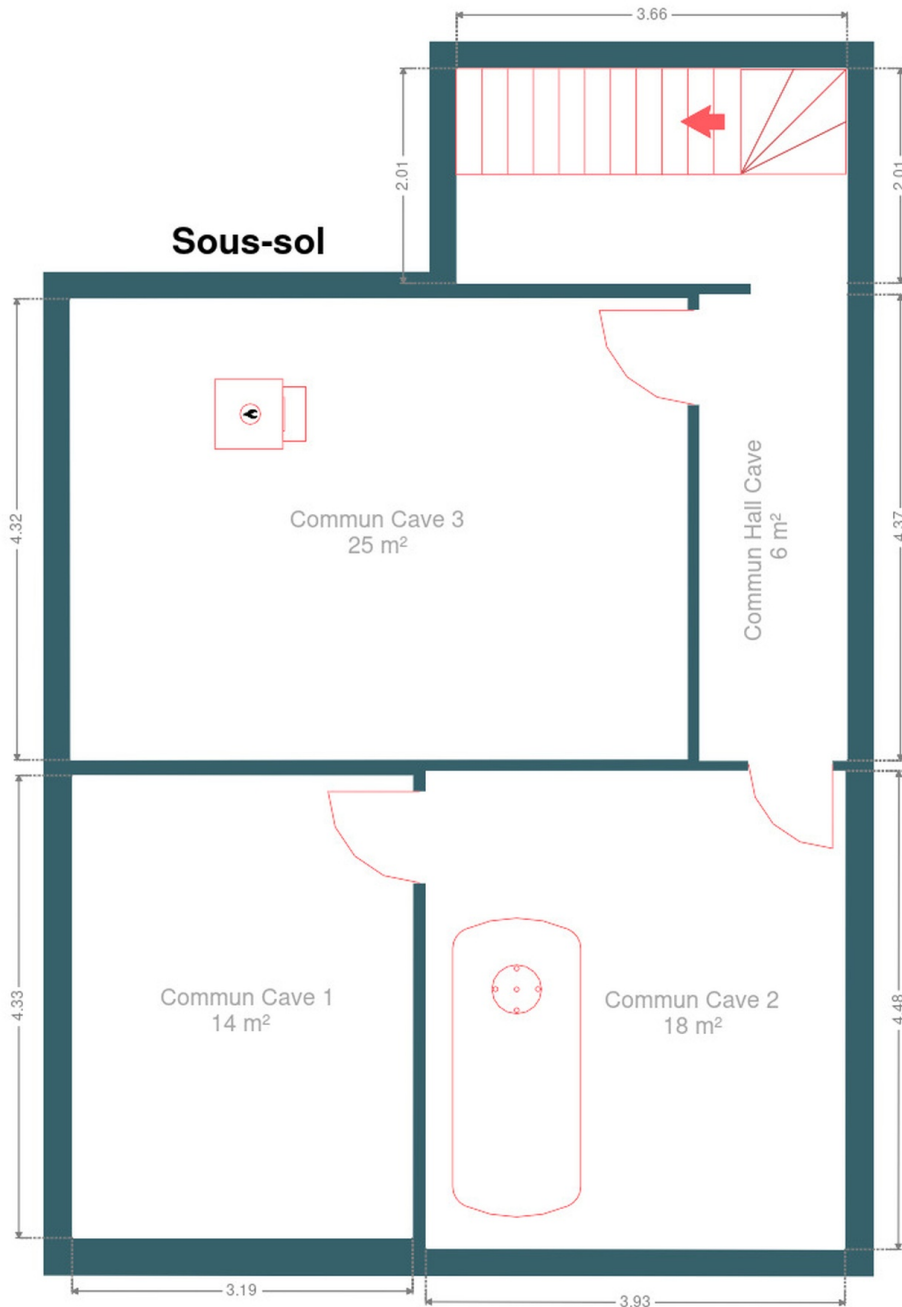 3.66
2.01
2.01
Sous-sol
4.32
Commun Cave 3
25 m²
Commun Hall Cave
6 m²
4.37
4.33
Commun Cave 1
14 m²
Commun Cave 2
18 m²
4.48
3.19
3.93